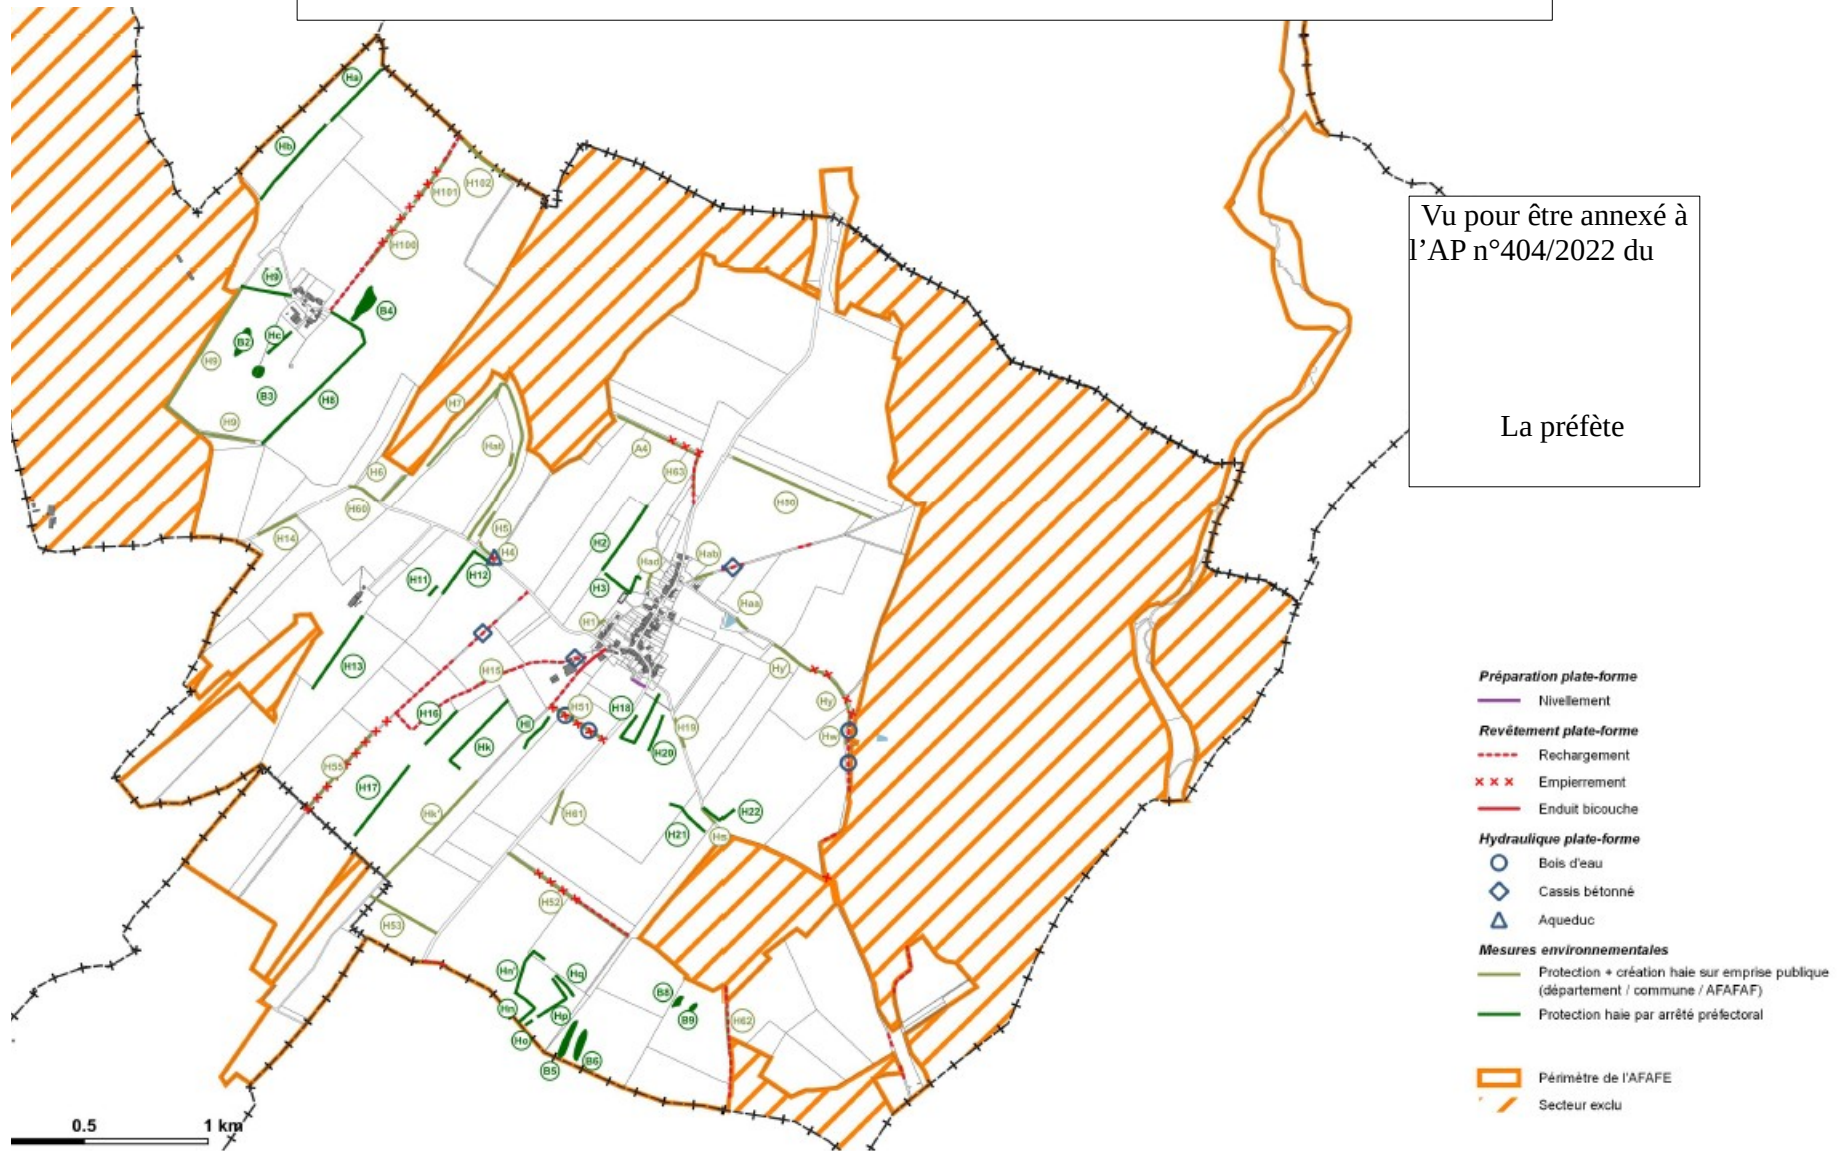 Ha
Hb
H101
H102
H100
H9
B4
B2
Hc
H9
B3
H8
H9
H7
Hat
H6
H60
H14
H5
H4
H11
H12
A4
H63
H50
H2
Had
Hab
H3
Haa
H1
H13
H15
Hy'
H16
Hl
H51
H18
H19
Hy
Hw
H20
Hk
H55
H17
Hk'
H61
H21
H22
H52
H53
Hn'
Hq
Hn
Hp
Ho
B8
B9
H62
B5
B6
0.5
1 km
Vu pour être annexé à
l'AP n°404/2022 du
La préfète
Préparation plate-forme
Nivellement
Revêtement plate-forme
Rechargement
Empierrement
Enduit bicouche
Hydraulique plate-forme
Bois d'eau
Cassis bétonné
Aqueduc
Mesures environnementales
Protection + création haie sur emprise publique
(département / commune / AFAFAF)
Protection haie par arrêté préfectoral
Périmètre de l'AFAFE
Secteur exclu